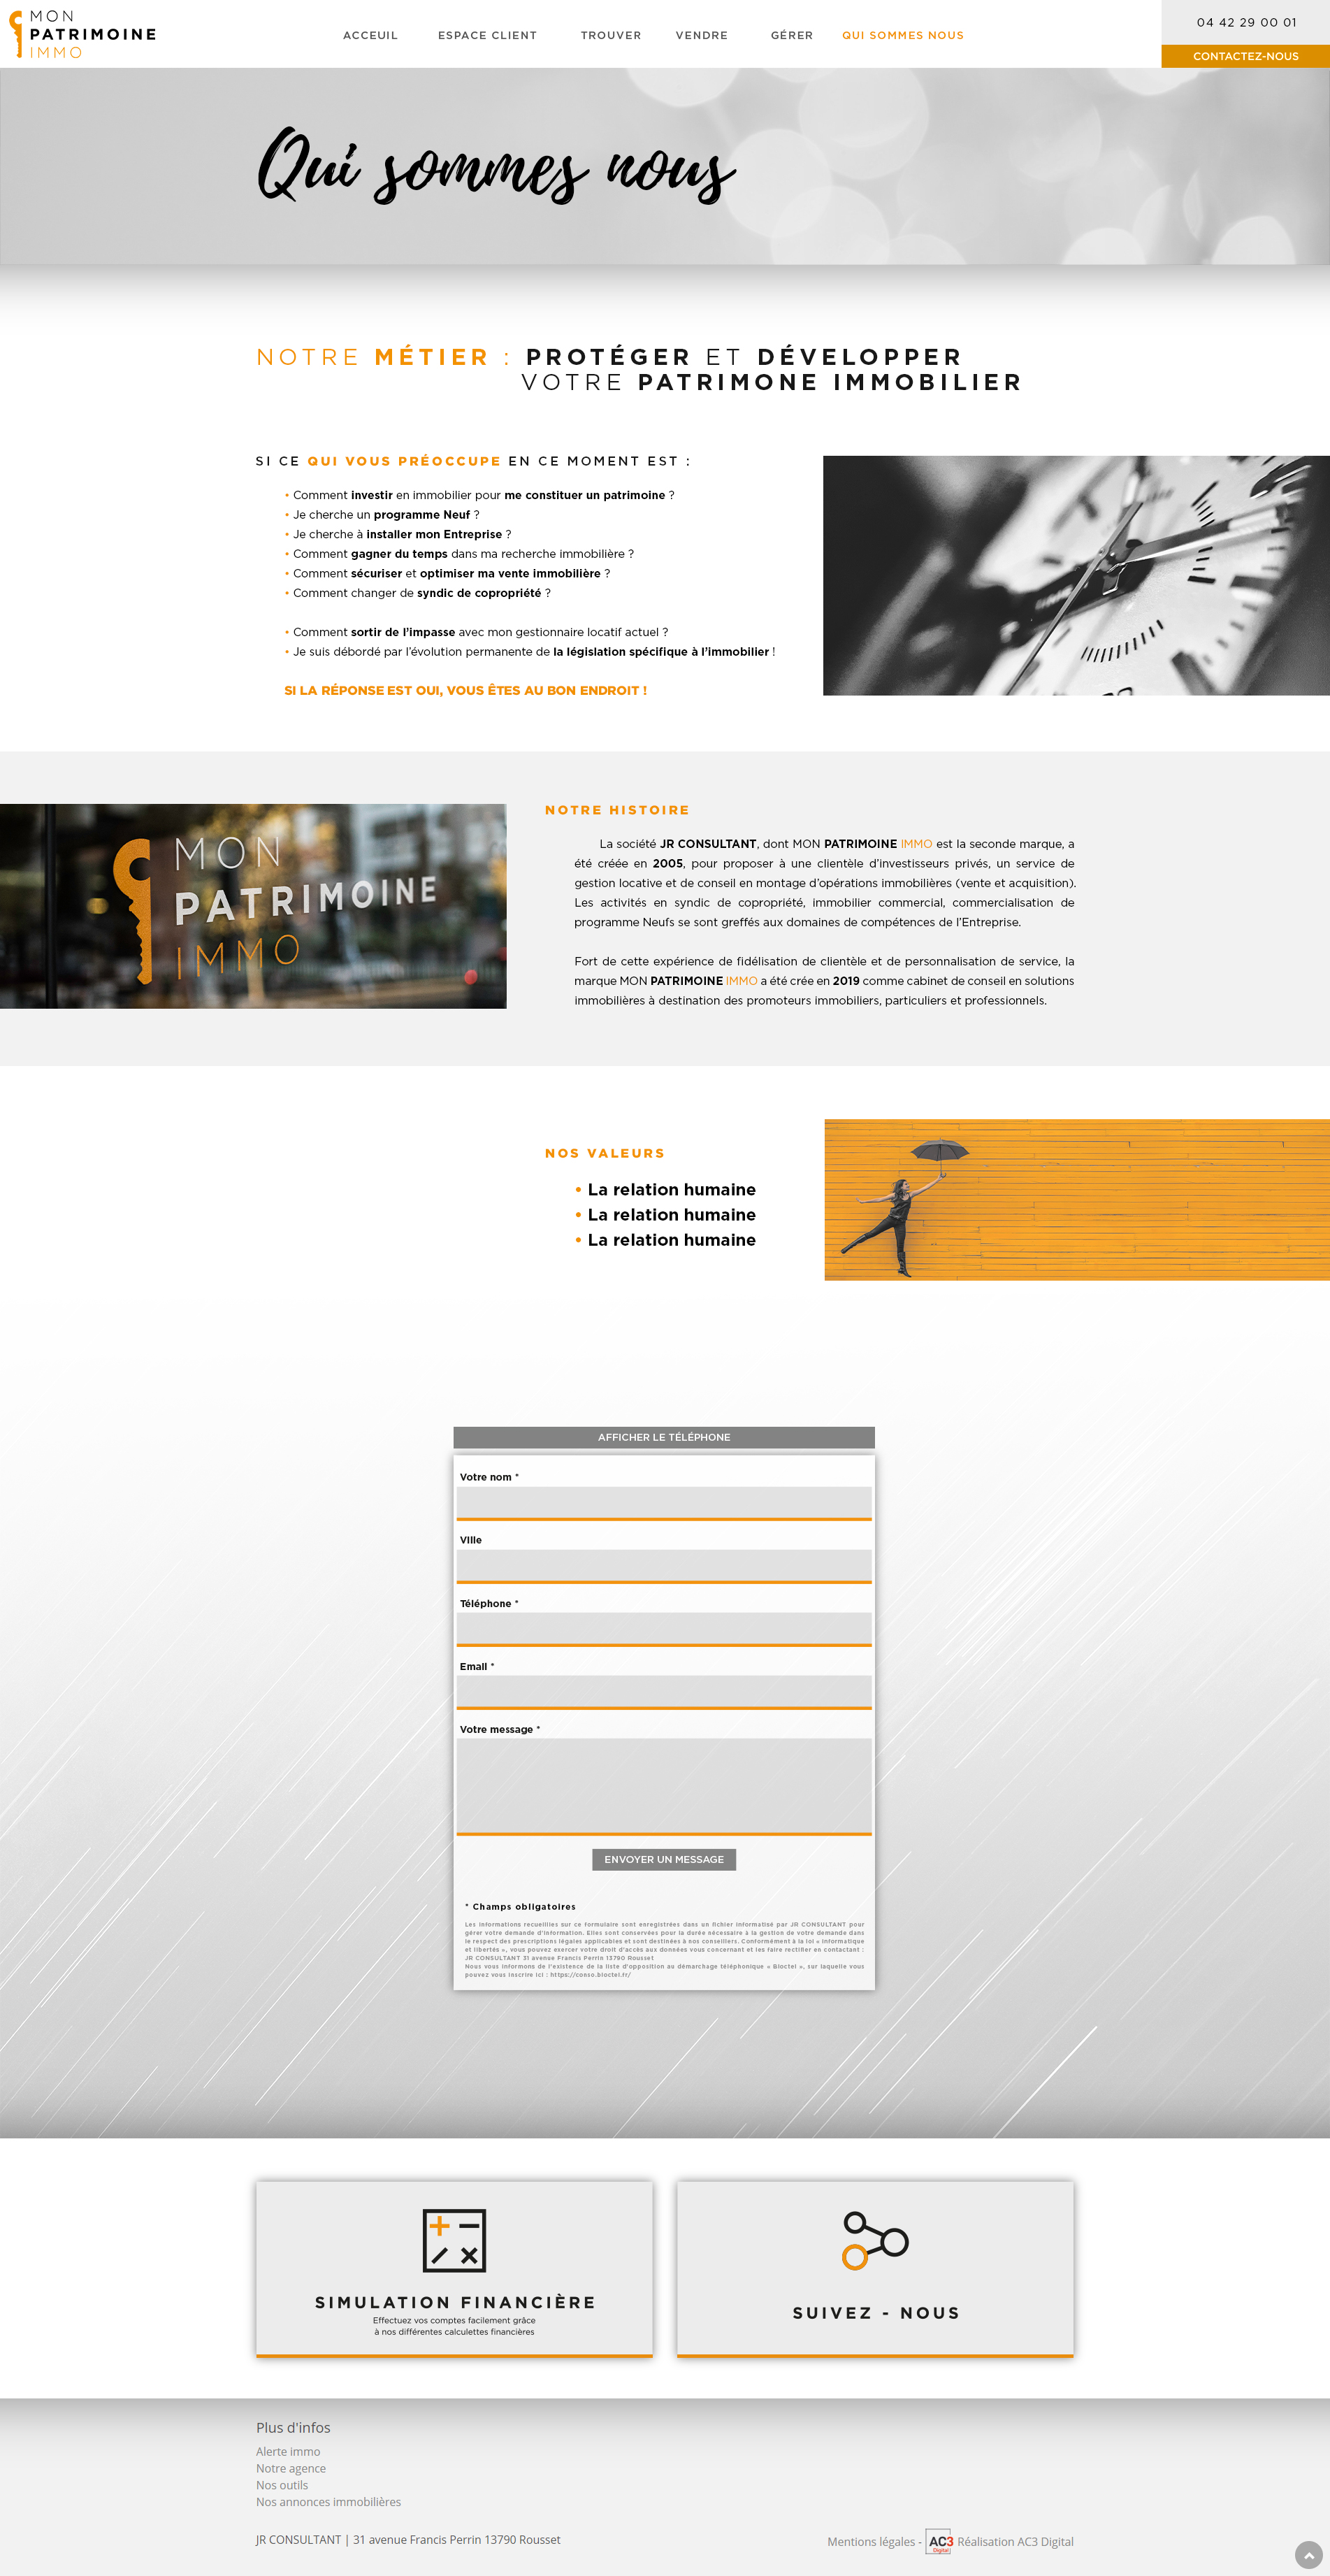 MON
PATRIMOINE
IMMO
ACCEUIL ESPACE CLIENT TROUVER VENDRE GÉRER QUI SOMMES NOUS
04 42 29 00 01
CONTACTEZ-NOUS
Qui sommes nous
NOTRE MÉTIER : PROTÉGER ET DÉVELOPPER
VOTRE PATRIMONE IMMOBILIER
SI CE QUI VOUS PRÉOCCUPE EN CE MOMENT EST :
• Comment investir en immobilier pour me constituer un patrimoine ?
• Je cherche un programme Neuf ?
• Je cherche à installer mon Entreprise ?
• Comment gagner du temps dans ma recherche immobilière ?
• Comment sécuriser et optimiser ma vente immobilière ?
• Comment changer de syndic de copropriété ?
• Comment sortir de l'impasse avec mon gestionnaire locatif actuel ?
• Je suis débordé par l'évolution permanente de la législation spécifique à l'immobilier !
SI LA RÉPONSE EST OUI, VOUS ÊTES AU BON ENDROIT !
MON
PATRIMOINE
IMMO
NOTRE HISTOIRE
La société JR CONSULTANT, dont MON PATRIMOINE IMMO est la seconde marque, a
été créée en 2005, pour proposer à une clientèle d'investisseurs privés, un service de
gestion locative et de conseil en montage d'opérations immobilières (vente et acquisition).
Les activités en syndic de copropriété, immobilier commercial, commercialisation de
programme Neufs se sont greffés aux domaines de compétences de l'Entreprise.
Fort de cette expérience de fidélisation de clientèle et de personnalisation de service, la
marque MON PATRIMOINE IMMO a été crée en 2019 comme cabinet de conseil en solutions
immobilières à destination des promoteurs immobiliers, particuliers et professionnels.
NOS VALEURS
• La relation humaine
• La relation humaine
• La relation humaine
AFFICHER LE TÉLÉPHONE
Votre nom *
Ville
Téléphone *
Email *
Votre message *
ENVOYER UN MESSAGE
* Champs obligatoires
Les informations recueillies sur ce formulaire sont enregistrées dans un fichier informatisé par JR CONSULTANT pour
gérer votre demande d'information. Elles sont conservées pour la darée nécessaire à la gestion de votre demande dans
le respect des prescriptions légales applicables et sont destinées à nos conseillers. Conformément à la loi « informatique
et libertés », vous pouvez exercer votre droit d'accès aux données vous concernant et les faire rectifier en contactant :
JR CONSULTANT 31 avenue Francis Perrin 13790 Rousset
Nous vous informons de l'existence de la liste d'opposition au démarchage téléphonique « Bloctel », sur laquelle vous
pouvez vous inscrire ici : https://conso.bloctel.fr/
SIMULATION FINANCIÈRE
Effectuez vos comptes facilement grâce
à nos différentes calculettes financières
SUIVEZ - NOUS
Plus d'infos
Alerte immo
Notre agence
Nos outils
Nos annonces immobilières
JR CONSULTANT | 31 avenue Francis Perrin 13790 Rousset
Mentions légales - AC3 Digital Réalisation AC3 Digital